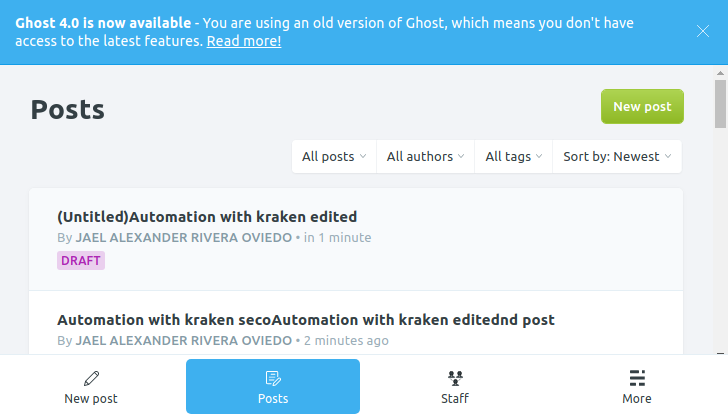 Ghost 4.0 is now available - You are using an old version of Ghost, which means you don't have
access to the latest features. Read more!
Posts
New post
All posts
All authors
All tags
Sort by: Newest
(Untitled)Automation with kraken edited
By JAEL ALEXANDER RIVERA OVIEDO • in 1 minute
DRAFT
Automation with kraken secoAutomation with kraken editednd post
By JAEL ALEXANDER RIVERA OVIEDO • 2 minutes ago
New post
Posts
Staff
More